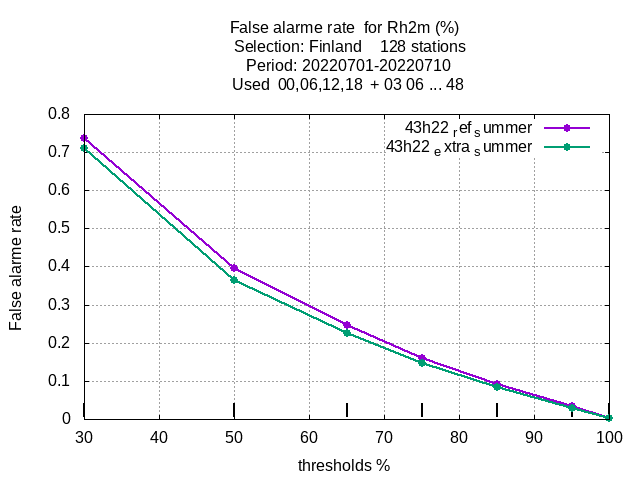 False alarme rate  for Rh2m (%)
Selection: Finland    128 stations
Period: 20220701-20220710
Used  00,06,12,18  + 03 06 ... 48
43h22 ref summer
43h22 extra summer
0.8
0.7
0.6
0.5
0.4
0.3
0.2
0.1
0
False alarme rate
30 40 50 60 70 80 90 100
thresholds %